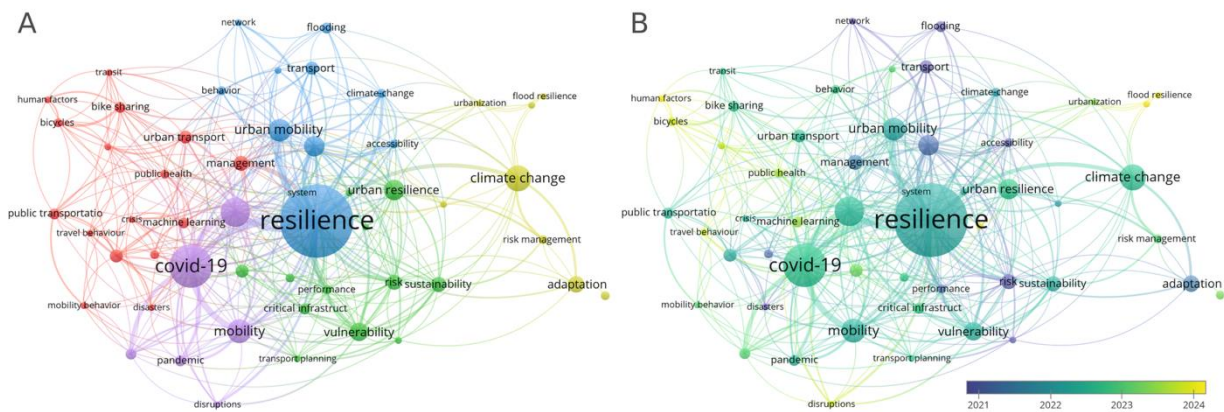 A
network
flooding
transit
transport
human factors
bike sharing
behavior
climate-change
urbanization
flood resilience
bicycles
urban transport
urban mobility
accessibility
management
public health
system
urban resilience
climate change
public transportatio
crisis
machine learning
resilience
travel behaviour
risk management
covid-19
mobility behavior
disasters
performance
risk
sustainability
adaptation
critical infrastruct
mobility
vulnerability
pandemic
transport planning
disruptions
B
network
flooding
transit
transport
human factors
bike sharing
behavior
climate-change
urbanization
flood resilience
bicycles
urban transport
urban mobility
accessibility
management
public health
system
urban resilience
climate change
public transportatio
crisis
machine learning
resilience
travel behaviour
risk management
covid-19
mobility behavior
disasters
performance
risk
sustainability
adaptation
critical infrastruct
mobility
vulnerability
pandemic
transport planning
disruptions
2021
2022
2023
2024